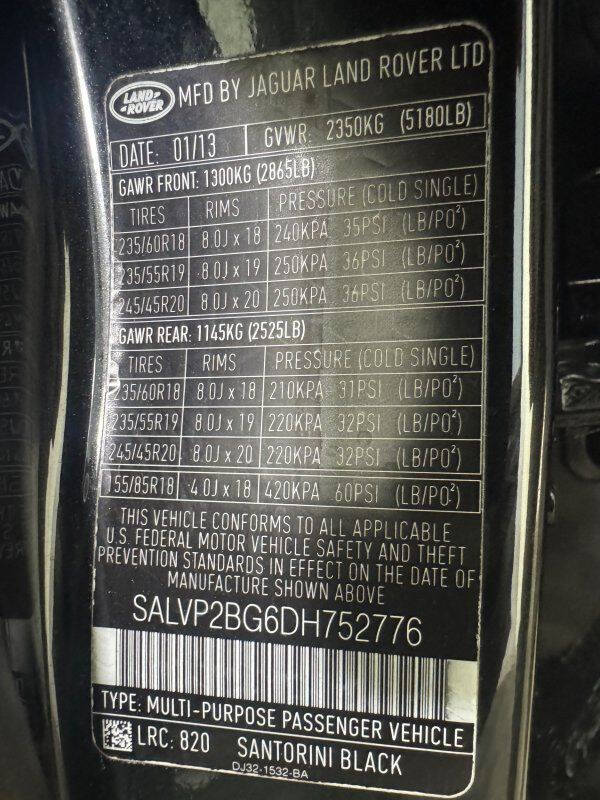 LAND ROVER MFD BY JAGUAR LAND ROVER LTD
DATE: 01/13 GVWR: 2350KG (5180LB)
GAWR FRONT: 1300KG (2865LB)
TIRES RIMS PRESSURE (COLD SINGLE)
235/60R18 8.0J x 18 240KPA 35PSI (LB/PO²)
235/55R19 8.0J x 19 250KPA 36PSI (LB/PO²)
245/45R20 8.0J x 20 250KPA 36PSI (LB/PO²)
GAWR REAR: 1145KG (2525LB)
TIRES RIMS PRESSURE (COLD SINGLE)
235/60R18 8.0J x 18 210KPA 31PSI (LB/PO²)
235/55R19 8.0J x 19 220KPA 32PSI (LB/PO²)
245/45R20 8.0J x 20 220KPA 32PSI (LB/PO²)
155/85R18 4.0J x 18 420KPA 60PSI (LB/PO²)
THIS VEHICLE CONFORMS TO ALL APPLICABLE
U.S. FEDERAL MOTOR VEHICLE SAFETY AND THEFT
PREVENTION STANDARDS IN EFFECT ON THE DATE OF
MANUFACTURE SHOWN ABOVE
SALVP2BG6DH752776
TYPE: MULTI-PURPOSE PASSENGER VEHICLE
LRC: 820 SANTORINI BLACK
DJ32-1532-BA